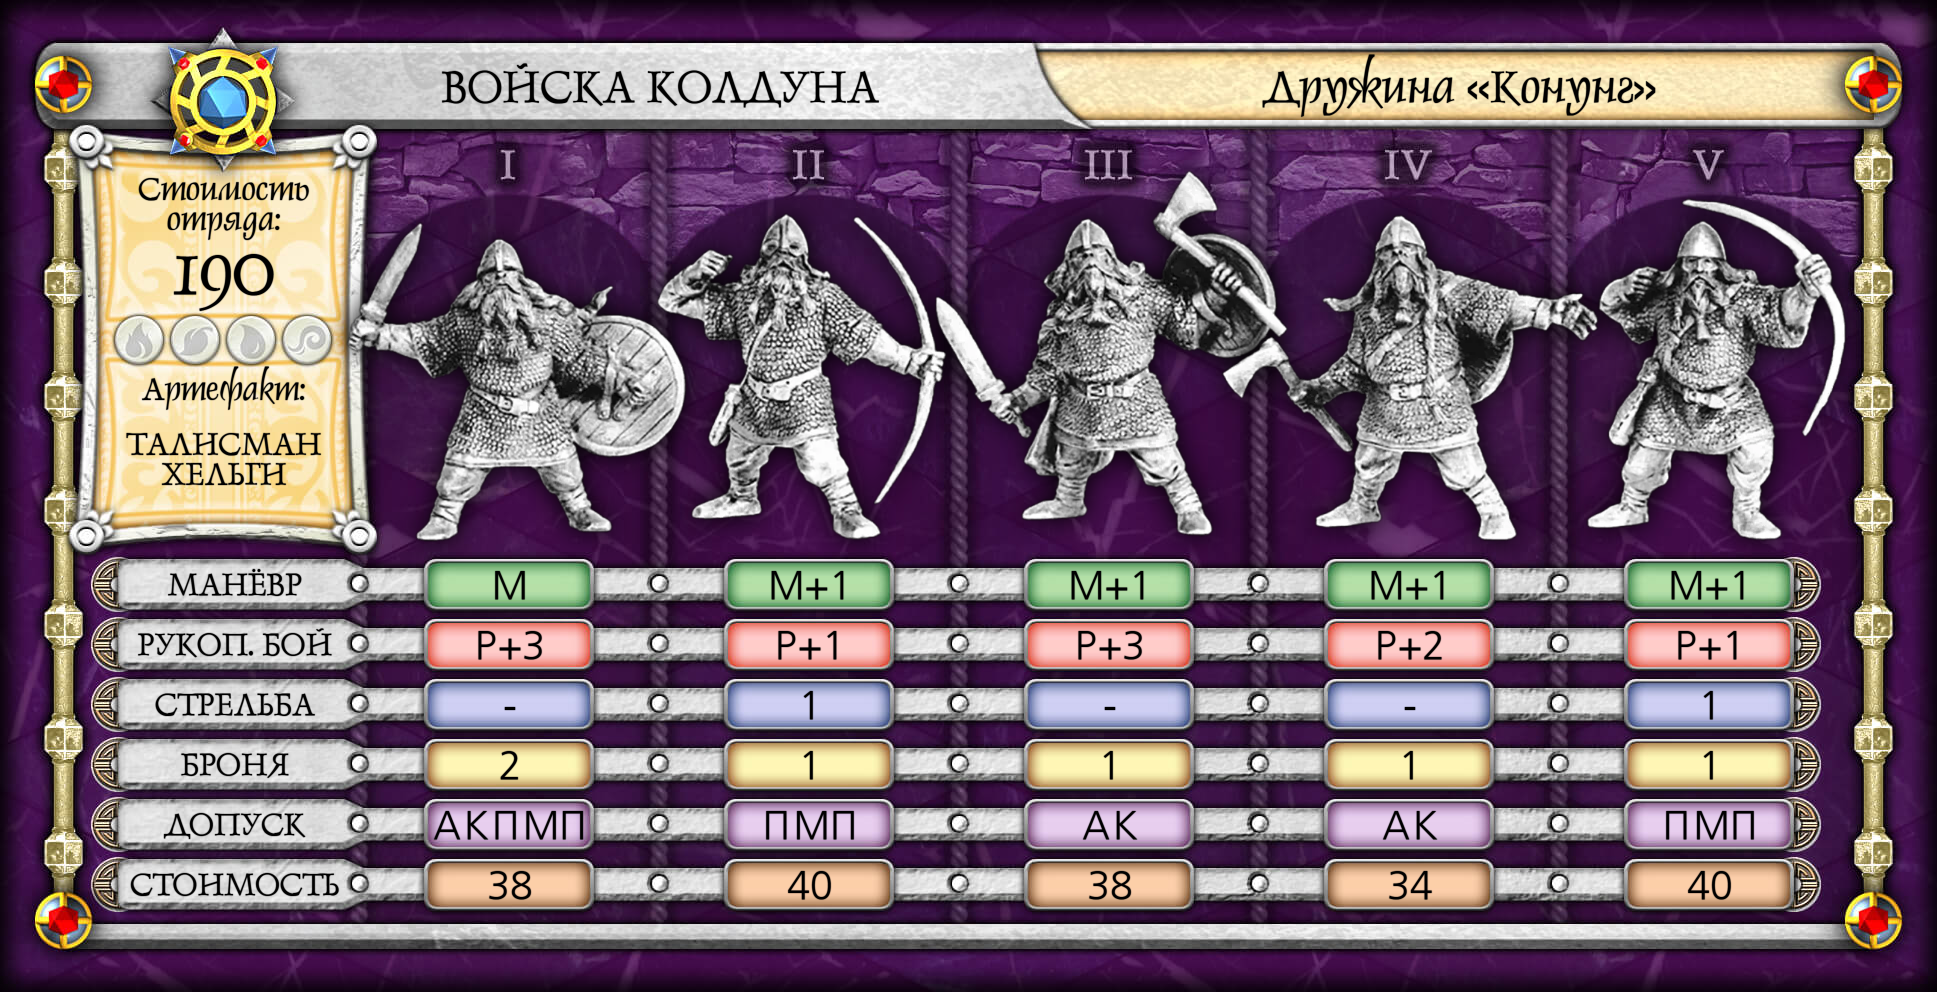 ВОЙСКА КОЛДУНА
Дружина «Конунг»
Стоимость
отряда:
190
Артефакт:
ТАЛИСМАН
ХЕЛЬГИ
I II III IV V
МАНЁВР M M+1 M+1 M+1 M+1
РУКОП. БОЙ P+3 P+1 P+3 P+2 P+1
СТРЕЛЬБА - 1 - - 1
БРОНЯ 2 1 1 1 1
ДОПУСК АКПМП ПМП АК АК ПМП
СТОИМОСТЬ 38 40 38 34 40